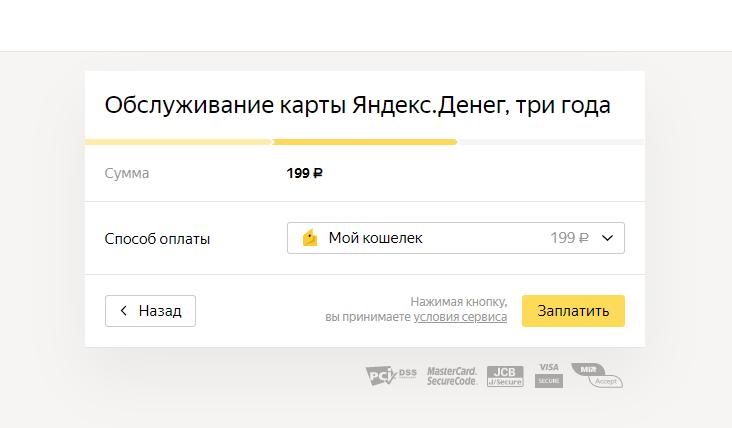 Обслуживание карты Яндекс.Денег, три года
Сумма 199 ₽
Способ оплаты Мой кошелек 199 ₽
Назад
Нажимая кнопку,
вы принимаете условия сервиса
Заплатить
PCI DSS
MasterCard.
SecureCode.
JCB
J/Secure
VISA
SECURE
МИР
Accept